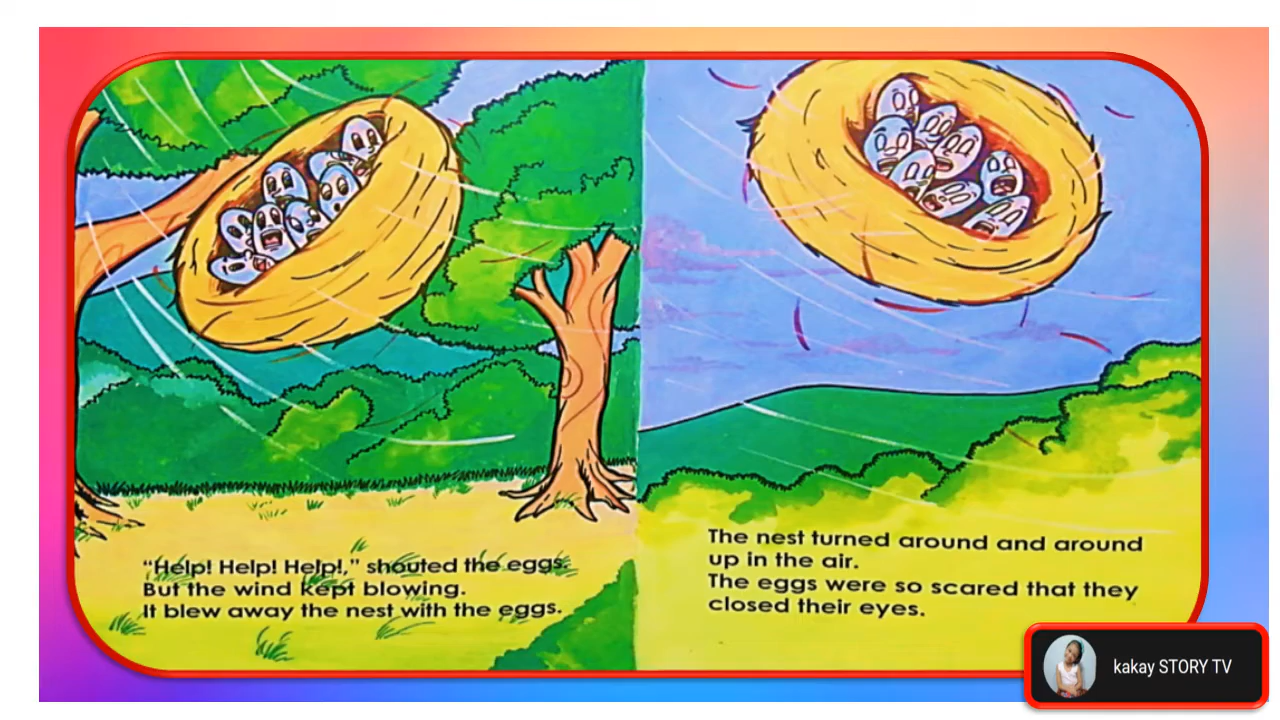 “Help! Help! Help!,” shouted the eggs.
But the wind kept blowing.
It blew away the nest with the eggs.
The nest turned around and around
up in the air.
The eggs were so scared that they
closed their eyes.
kakay STORY TV